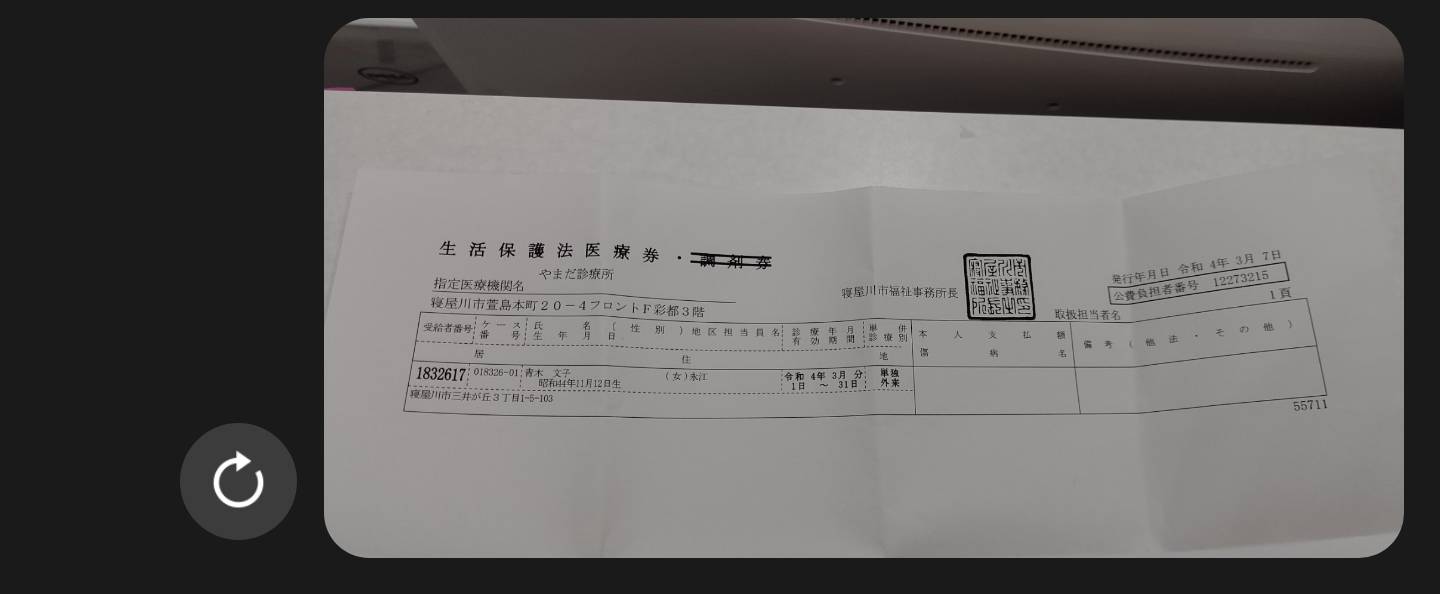 生活保護法医療券・調剤券
やまだ診療所
指定医療機関名
寝屋川市萱島本町２０－４フロントＦ彩都３階
寝屋川市福祉事務所長
発行年月日 令和 4年 3月 7日
公費負担者番号 12273215
取扱担当者名
1 頁
受給者番号 ケース番号 氏名（性別）地区担当員名 診療年月 単併
生年月日 有効期間 診療別
本人支払額
備考（他法・その他）
居住地 傷病名
1832617 018326-01 青木 文子 （女）永江 令和 4年 3月 分 単独
昭和44年11月12日生 1日 ～ 31日 外来
寝屋川市三井が丘３丁目1-5-103
55711